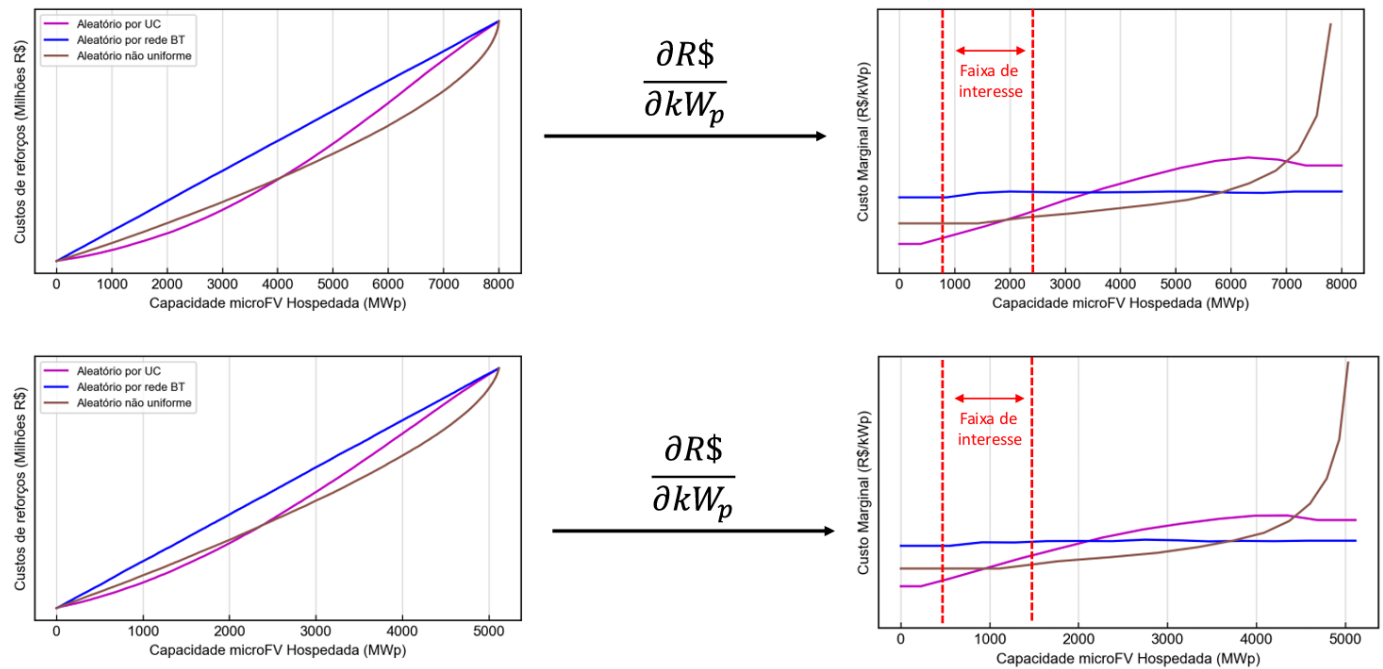 Custos de reforços (Milhões R$)
Aleatório por UC
Aleatório por rede BT
Aleatório não uniforme
0 1000 2000 3000 4000 5000 6000 7000 8000
Capacidade microFV Hospedada (MWp)
∂R$
∂kWₚ
Custo Marginal (R$/kWp)
Faixa de
interesse
0 1000 2000 3000 4000 5000 6000 7000 8000
Capacidade microFV Hospedada (MWp)
Custos de reforços (Milhões R$)
Aleatório por UC
Aleatório por rede BT
Aleatório não uniforme
0 1000 2000 3000 4000 5000
Capacidade microFV Hospedada (MWp)
∂R$
∂kWₚ
Custo Marginal (R$/kWp)
Faixa de
interesse
0 1000 2000 3000 4000 5000
Capacidade microFV Hospedada (MWp)